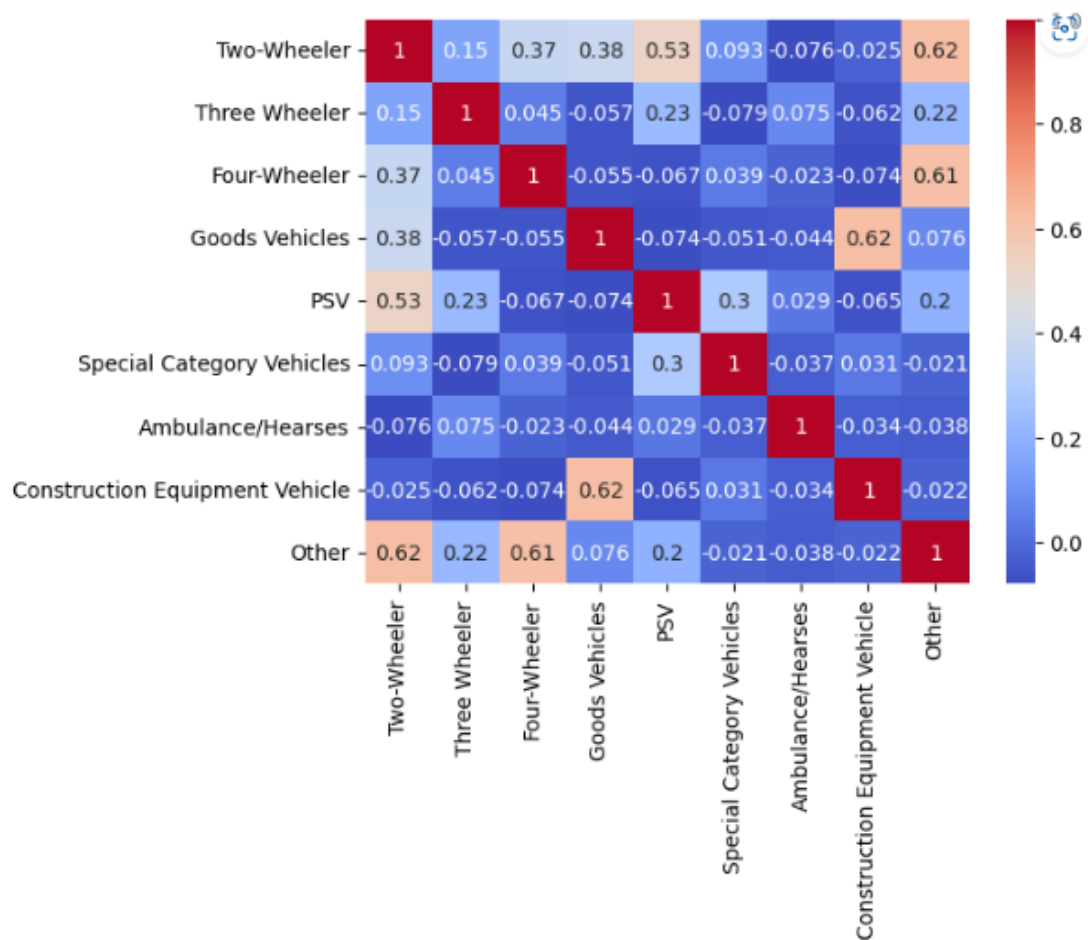 Two-Wheeler 1 0.15 0.37 0.38 0.53 0.093 -0.076 -0.025 0.62
Three Wheeler 0.15 1 0.045 -0.057 0.23 -0.079 0.075 -0.062 0.22
0.8
Four-Wheeler 0.37 0.045 1 -0.055 -0.067 0.039 -0.023 -0.074 0.61
Goods Vehicles 0.38 -0.057 -0.055 1 -0.074 -0.051 -0.044 0.62 0.076
0.6
PSV 0.53 0.23 -0.067 -0.074 1 0.3 0.029 -0.065 0.2
0.4
Special Category Vehicles 0.093 -0.079 0.039 -0.051 0.3 1 -0.037 0.031 -0.021
Ambulance/Hearses -0.076 0.075 -0.023 -0.044 0.029 -0.037 1 -0.034 -0.038
0.2
Construction Equipment Vehicle -0.025 -0.062 -0.074 0.62 -0.065 0.031 -0.034 1 -0.022
Other 0.62 0.22 0.61 0.076 0.2 -0.021 -0.038 -0.022 1
0.0
Two-Wheeler
Three Wheeler
Four-Wheeler
Goods Vehicles
PSV
Special Category Vehicles
Ambulance/Hearses
Construction Equipment Vehicle
Other